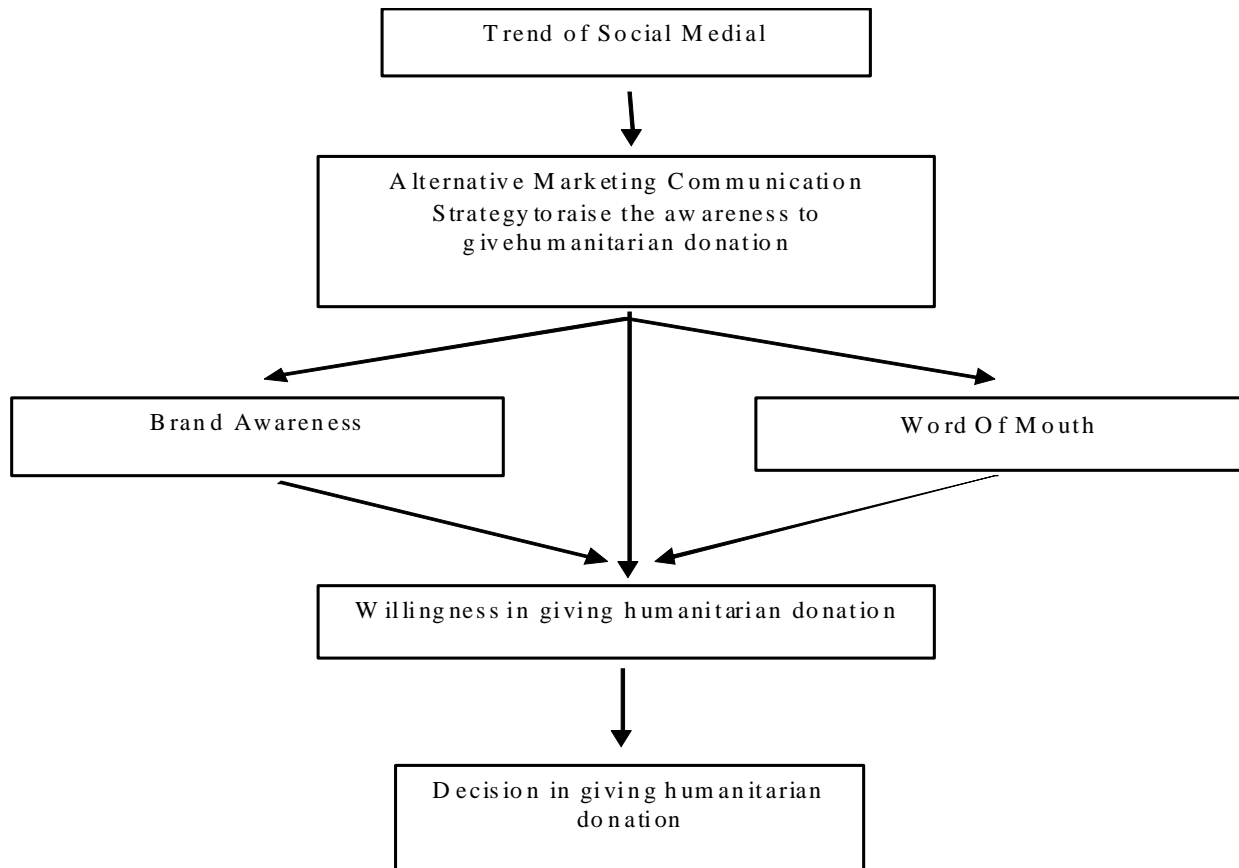 Trend of Social Medial
Alternative Marketing Communication
Strategy to raise the awareness to
givehumanitarian donation
Brand Awareness
Word Of Mouth
Willingness in giving humanitarian donation
Decision in giving humanitarian
donation